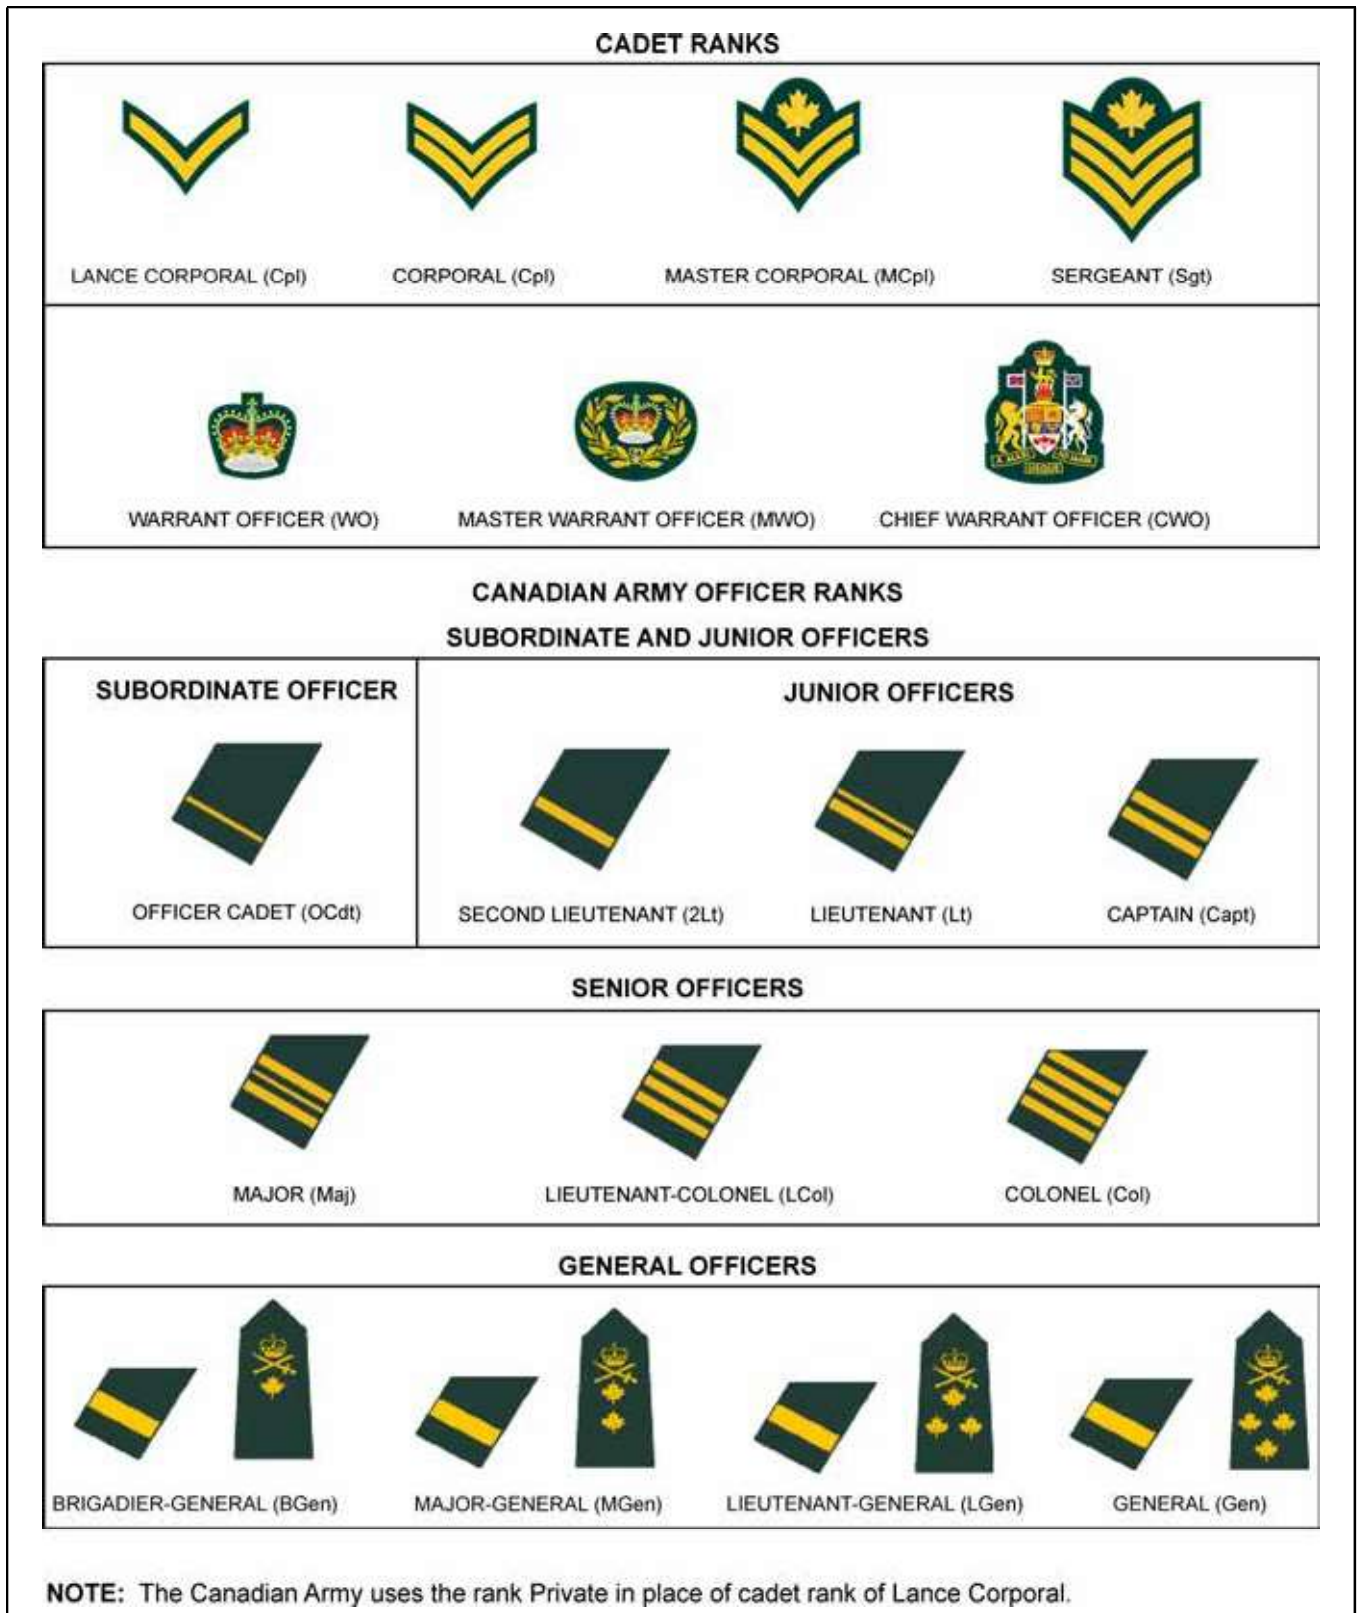 CADET RANKS
LANCE CORPORAL (Cpl) CORPORAL (Cpl) MASTER CORPORAL (MCpl) SERGEANT (Sgt)
WARRANT OFFICER (WO) MASTER WARRANT OFFICER (MWO) CHIEF WARRANT OFFICER (CWO)
CANADIAN ARMY OFFICER RANKS
SUBORDINATE AND JUNIOR OFFICERS
SUBORDINATE OFFICER JUNIOR OFFICERS
OFFICER CADET (OCdt) SECOND LIEUTENANT (2Lt) LIEUTENANT (Lt) CAPTAIN (Capt)
SENIOR OFFICERS
MAJOR (Maj) LIEUTENANT-COLONEL (LCol) COLONEL (Col)
GENERAL OFFICERS
BRIGADIER-GENERAL (BGen) MAJOR-GENERAL (MGen) LIEUTENANT-GENERAL (LGen) GENERAL (Gen)
NOTE: The Canadian Army uses the rank Private in place of cadet rank of Lance Corporal.